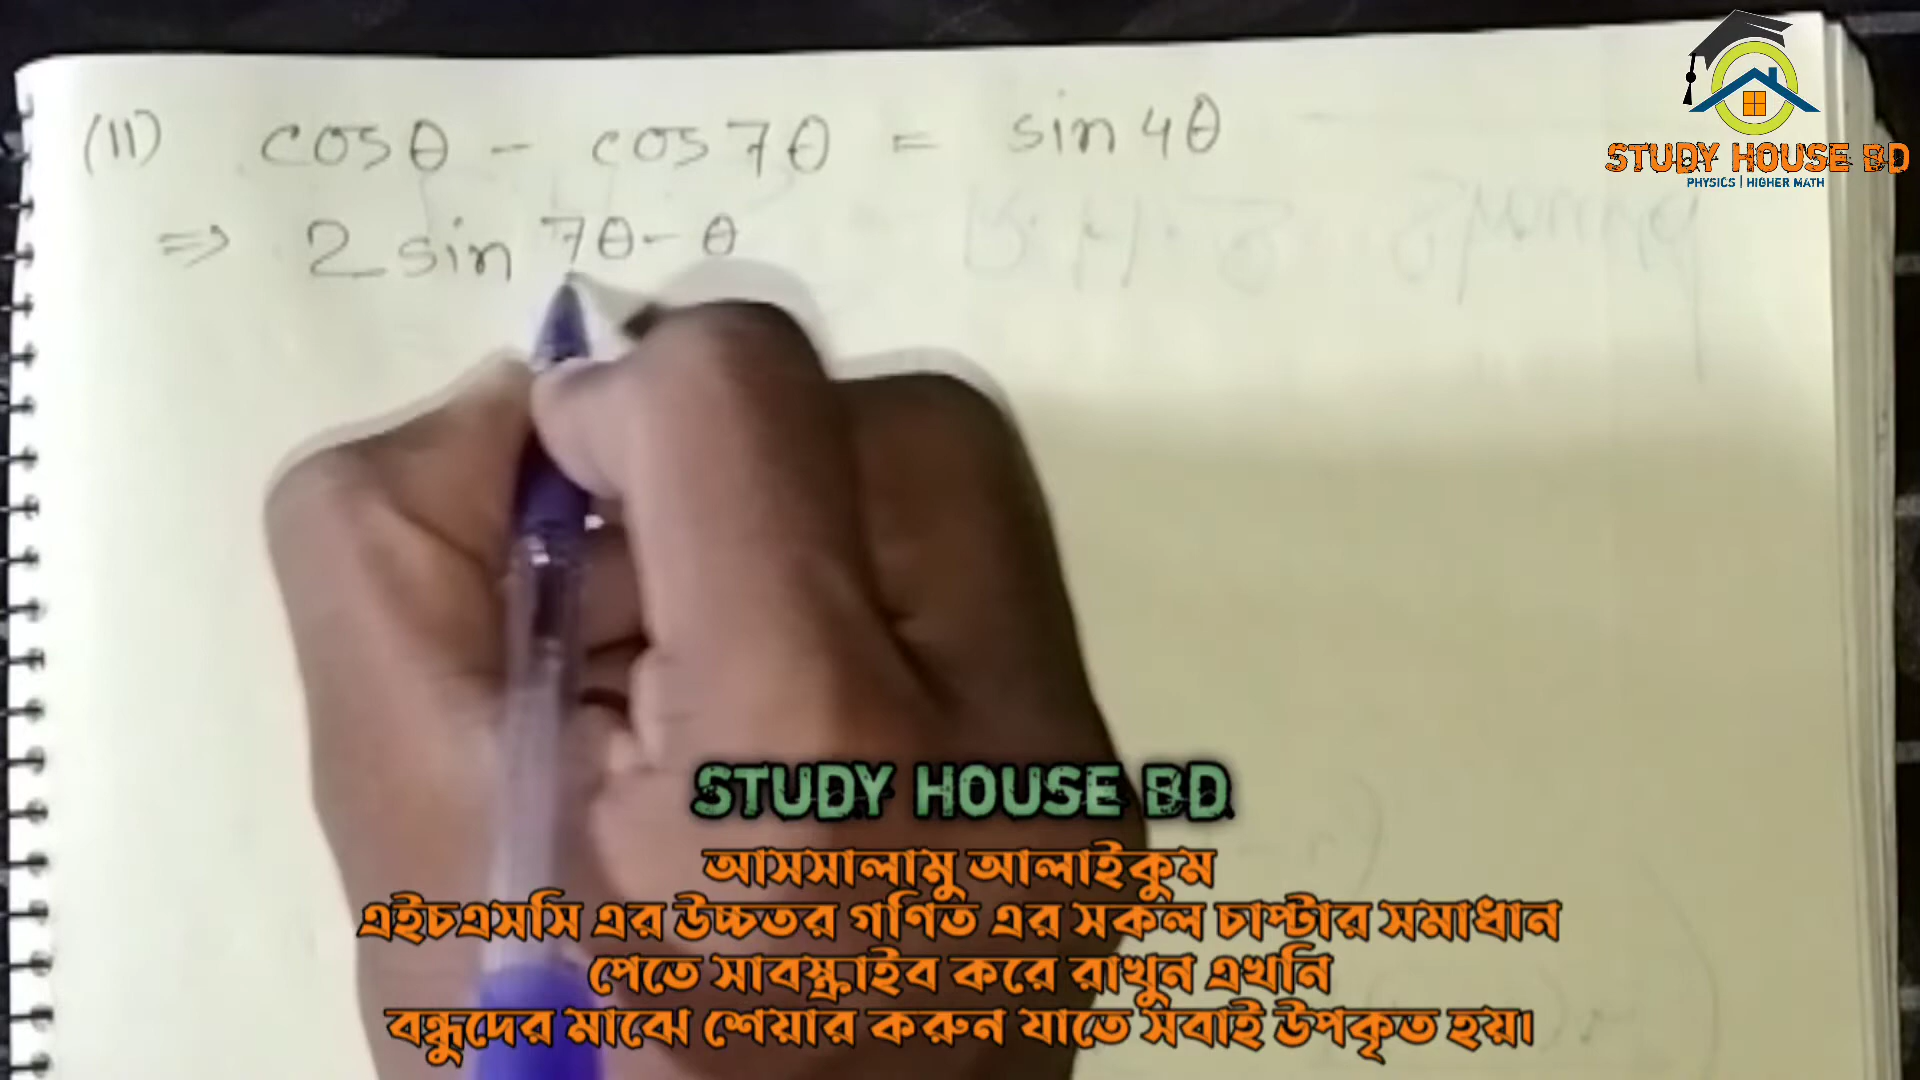 (11) cosθ - cos7θ = sin4θ
⇒ 2 sin 7θ-θ
STUDY HOUSE BD
PHYSICS | HIGHER MATH
STUDY HOUSE BD
আসসালামু আলাইকুম
এইচএসসি এর উচ্চতর গণিত এর সকল চাপ্টার সমাধান
পেতে সাবস্ক্রাইব করে রাখুন এখনি
বন্ধুদের মাঝে শেয়ার করুন যাতে সবাই উপকৃত হয়।